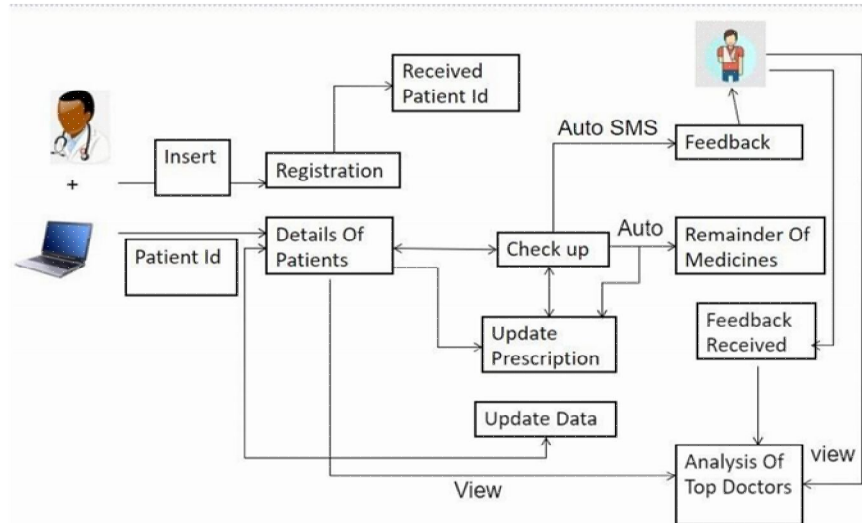 Received
Patient Id
Auto SMS
Feedback
Insert
Registration
+
Patient Id
Details Of
Patients
Check up
Auto
Remainder Of
Medicines
Update
Prescription
Feedback
Received
Update Data
View
Analysis Of
Top Doctors
view